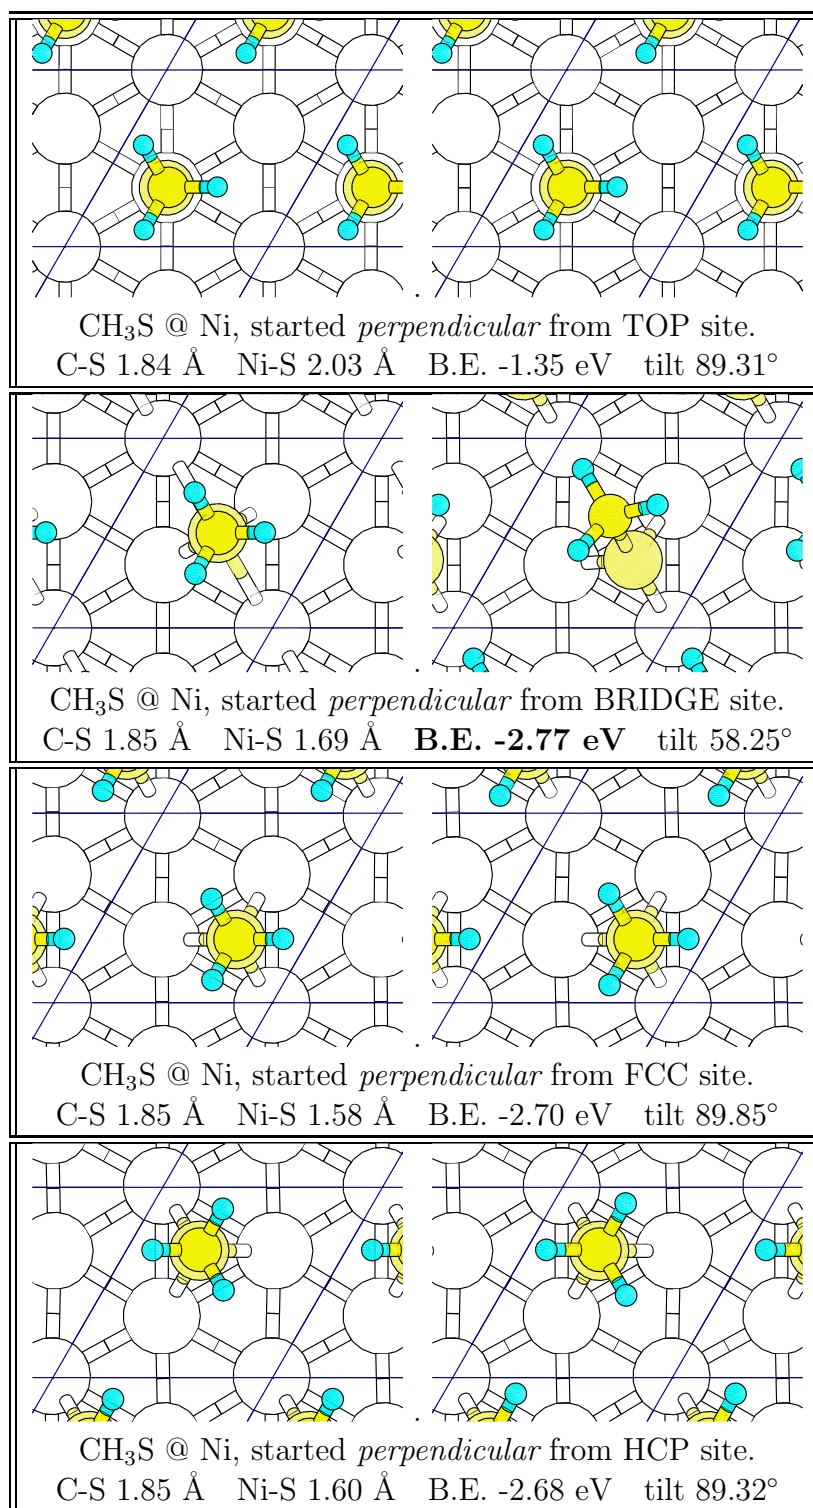 CH₃S @ Ni, started perpendicular from TOP site.
C-S 1.84 Å Ni-S 2.03 Å B.E. -1.35 eV tilt 89.31°
CH₃S @ Ni, started perpendicular from BRIDGE site.
C-S 1.85 Å Ni-S 1.69 Å B.E. -2.77 eV tilt 58.25°
CH₃S @ Ni, started perpendicular from FCC site.
C-S 1.85 Å Ni-S 1.58 Å B.E. -2.70 eV tilt 89.85°
CH₃S @ Ni, started perpendicular from HCP site.
C-S 1.85 Å Ni-S 1.60 Å B.E. -2.68 eV tilt 89.32°